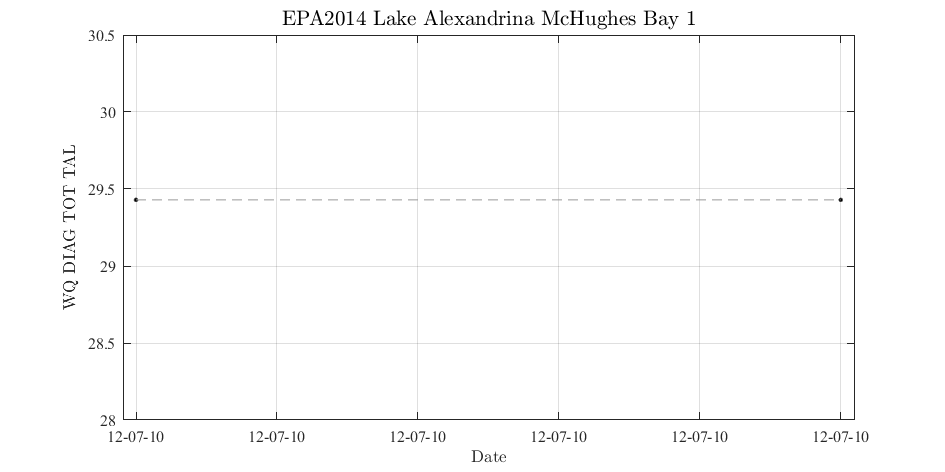 EPA2014 Lake Alexandrina McHughes Bay 1
30.5
30
29.5
29
28.5
28
WQ DIAG TOT TAL
12-07-10 12-07-10 12-07-10 12-07-10 12-07-10 12-07-10
Date